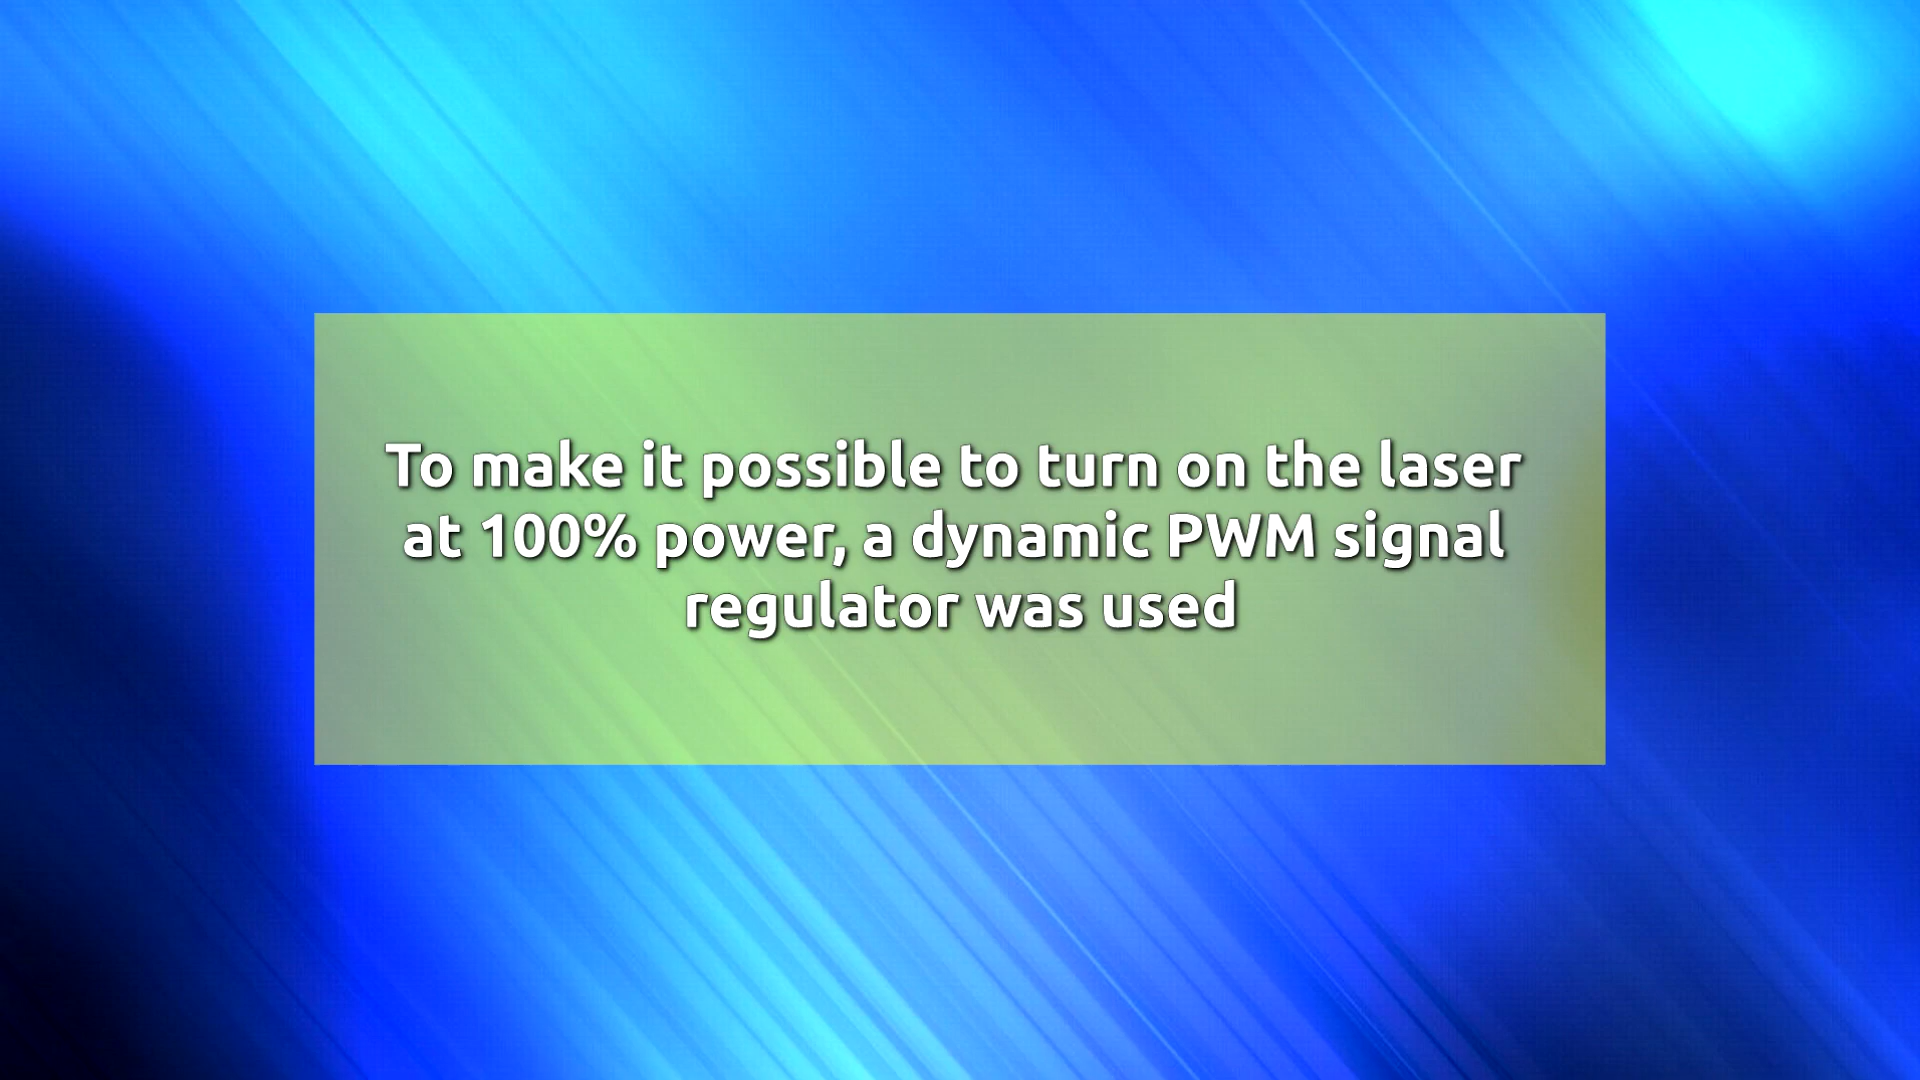 To make it possible to turn on the laser
at 100% power, a dynamic PWM signal
regulator was used